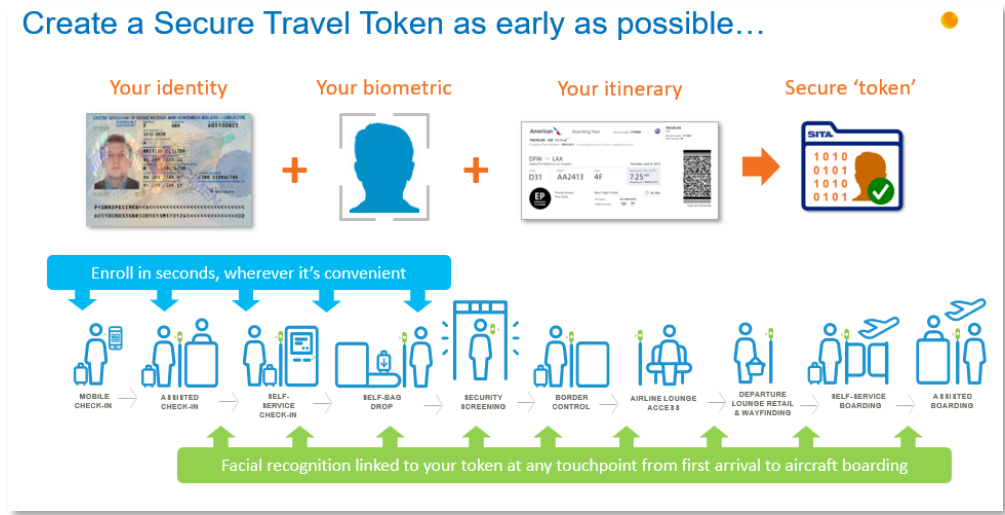 Create a Secure Travel Token as early as possible…
Your identity
Your biometric
Your itinerary
Secure 'token'
American
Boarding Pass
DFW
LAX
D31
AA2413
4F
7:25
EP
SITA
1010
0101
1010
0101
Enroll in seconds, wherever it's convenient
MOBILE
CHECK-IN
ASSISTED
CHECK-IN
SELF-
SERVICE
CHECK-IN
SELF-BAG
DROP
SECURITY
SCREENING
BORDER
CONTROL
AIRLINE LOUNGE
ACCESS
DEPARTURE
LOUNGE RETAIL
& WAYFINDING
SELF-SERVICE
BOARDING
ASSISTED
BOARDING
Facial recognition linked to your token at any touchpoint from first arrival to aircraft boarding